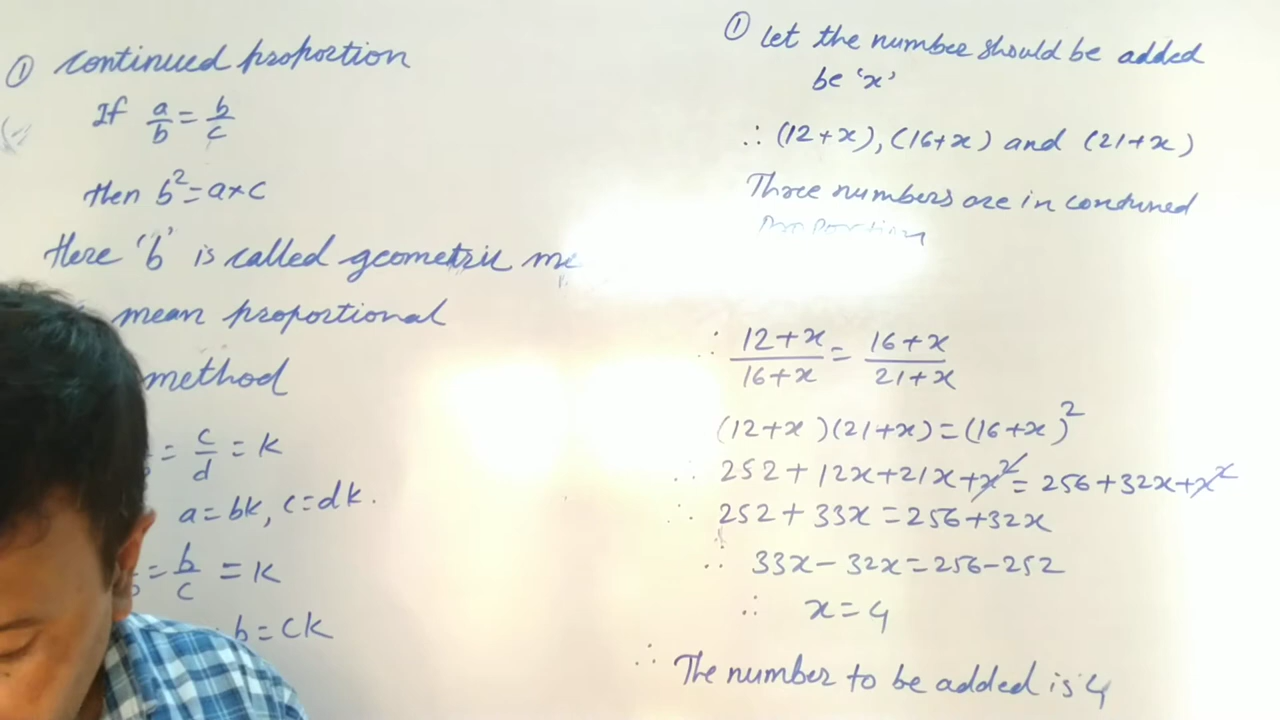 ① continued proportion
If a/b = b/c
then b² = a×c
Here 'b' is called geometric me
mean proportional
method
= c/d = k
a = bk, c = dk.
= b/c = k
b = ck
① Let the number should be added
be 'x'
∴ (12+x), (16+x) and (21+x)
Three numbers are in contuned
proportion
∴ 12+x/16+x = 16+x/21+x
(12+x)(21+x) = (16+x)²
∴ 252 + 12x + 21x + x² = 256 + 32x + x²
∴ 252 + 33x = 256 + 32x
∴ 33x - 32x = 256 - 252
∴ x = 4
∴ The number to be added is 4